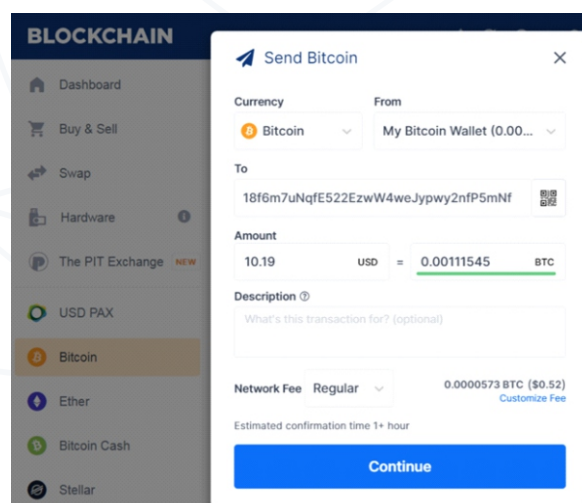 BLOCKCHAIN
Dashboard
Buy & Sell
Swap
Hardware
The PIT Exchange NEW
USD PAX
Bitcoin
Ether
Bitcoin Cash
Stellar
Send Bitcoin
Currency From
Bitcoin My Bitcoin Wallet (0.00...
To
18f6m7uNqfE522EzwW4weJypwy2nfP5mNf
Amount
10.19 USD = 0.00111545 BTC
Description
What's this transaction for? (optional)
Network Fee Regular 0.0000573 BTC ($0.52)
Customize Fee
Estimated confirmation time 1+ hour
Continue